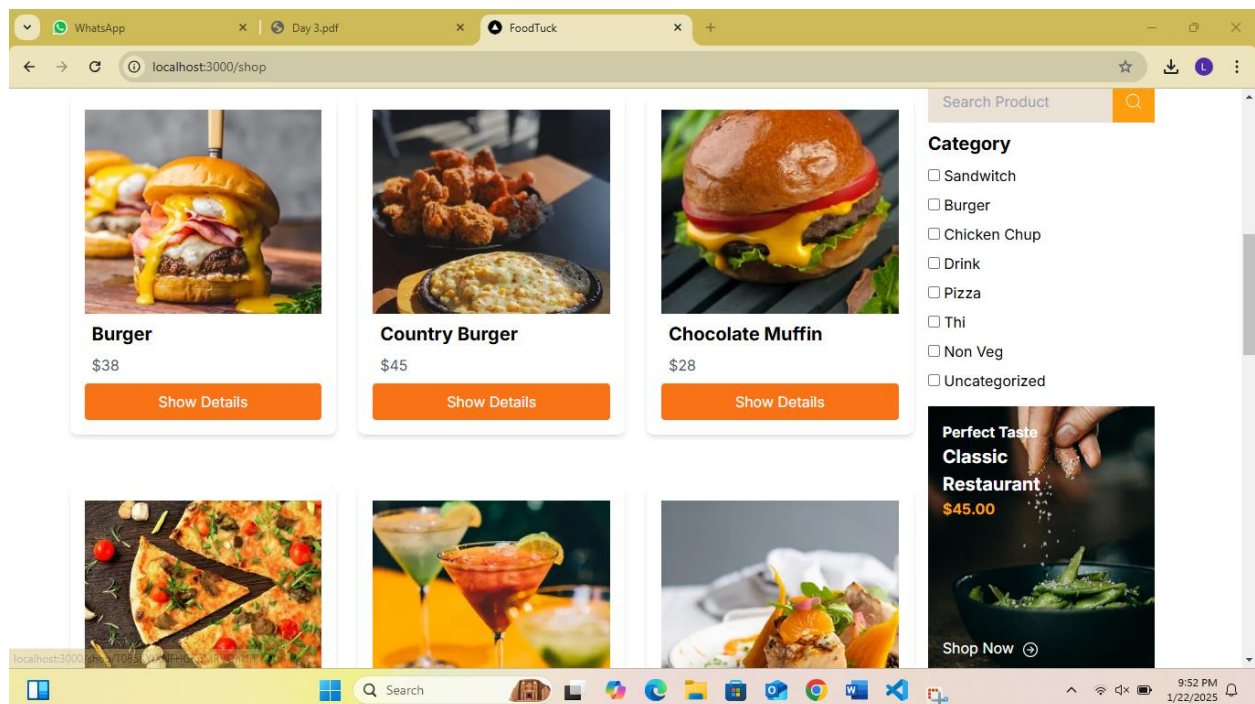 WhatsApp
Day 3.pdf
FoodTuck
localhost:3000/shop
L
Search Product
Category
Sandwitch
Burger
Chicken Chup
Drink
Pizza
Thi
Non Veg
Uncategorized
Burger
$38
Show Details
Country Burger
$45
Show Details
Chocolate Muffin
$28
Show Details
Perfect Taste
Classic
Restaurant
$45.00
Shop Now
Search
9:52 PM
1/22/2025